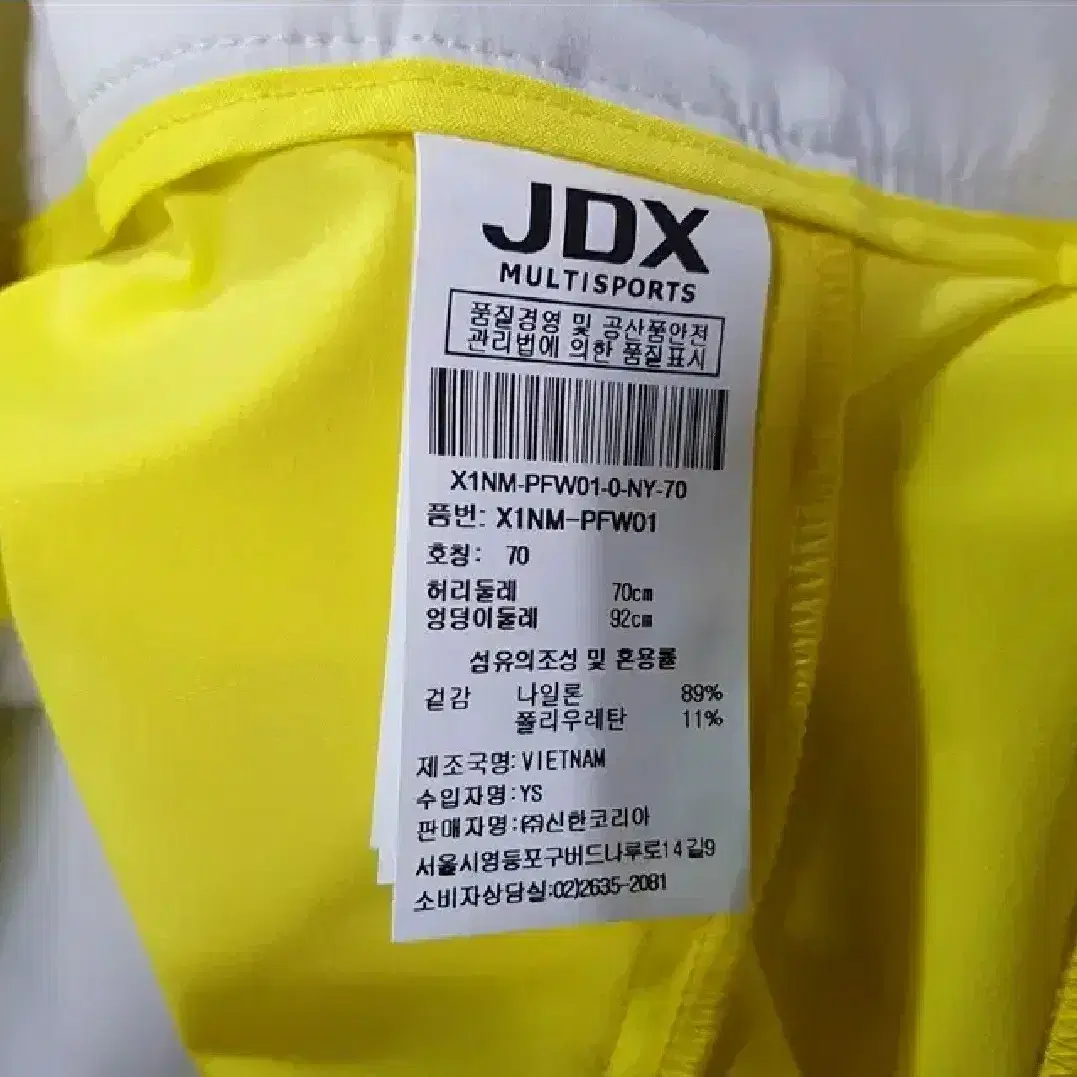 JDX
MULTISPORTS
품질경영 및 공산품안전
관리법에 의한 품질표시
X1NM-PFW01-0-NY-70
품번: X1NM-PFW01
호칭: 70
허리둘레 70cm
엉덩이둘레 92cm
섬유의조성 및 혼용률
겉감 나일론 89%
폴리우레탄 11%
제조국명:VIETNAM
수입자명:YS
판매자명:㈜신한코리아
서울시영등포구버드나루로14길9
소비자상담실:02)2635-2081